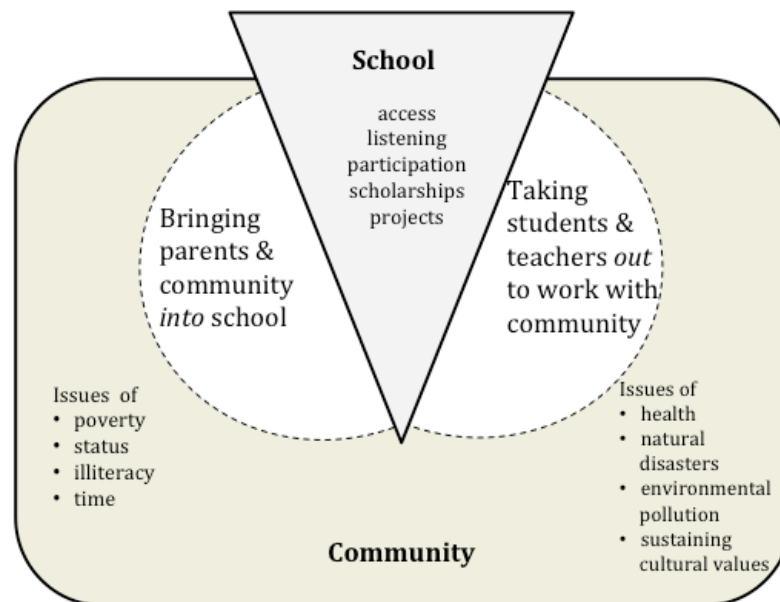 School
access
listening
participation
scholarships
projects
Bringing
parents &
community
into school
Taking
students &
teachers out
to work with
community
Issues of
• poverty
• status
• illiteracy
• time
Issues of
• health
• natural
disasters
• environmental
pollution
• sustaining
cultural values
Community